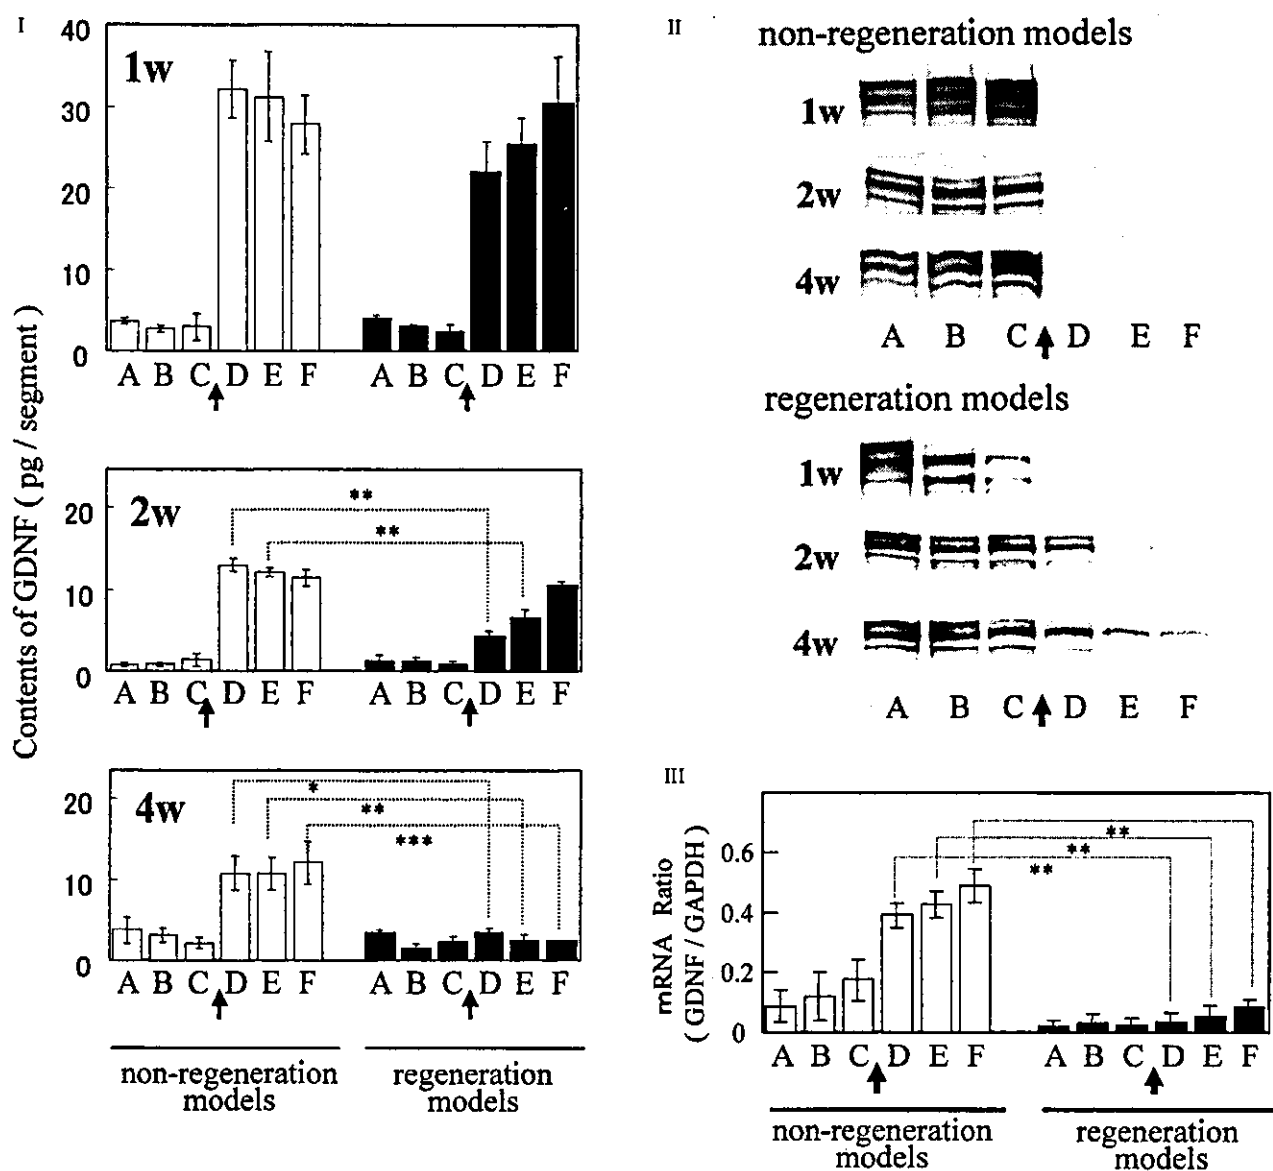 I
Contents of GDNF ( pg / segment )
40
30
20
10
0
1w
A B C D E F A B C D E F
20
10
0
2w
**
**
A B C D E F A B C D E F
20
10
0
4w
*
**
***
A B C D E F A B C D E F
non-regeneration
models
regeneration
models
II
non-regeneration models
1w
2w
4w
A B C D E F
regeneration models
1w
2w
4w
A B C D E F
III
mRNA Ratio
( GDNF / GAPDH )
0.6
0.4
0.2
0
**
**
**
A B C D E F A B C D E F
non-regeneration
models
regeneration
models